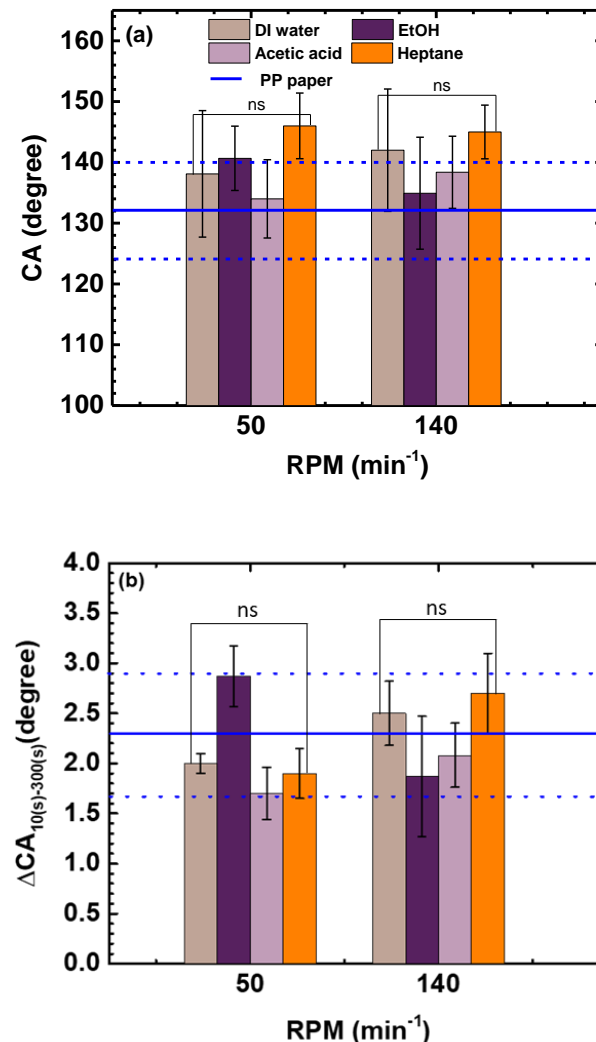 (a)
DI water EtOH
Acetic acid Heptane
PP paper
ns ns
CA (degree)
160
150
140
130
120
110
100
50 140
RPM (min⁻¹)
(b)
ns ns
ΔCA₁₀₍ₛ₎₋₃₀₀₍ₛ₎(degree)
4.0
3.5
3.0
2.5
2.0
1.5
1.0
0.5
0.0
50 140
RPM (min⁻¹)